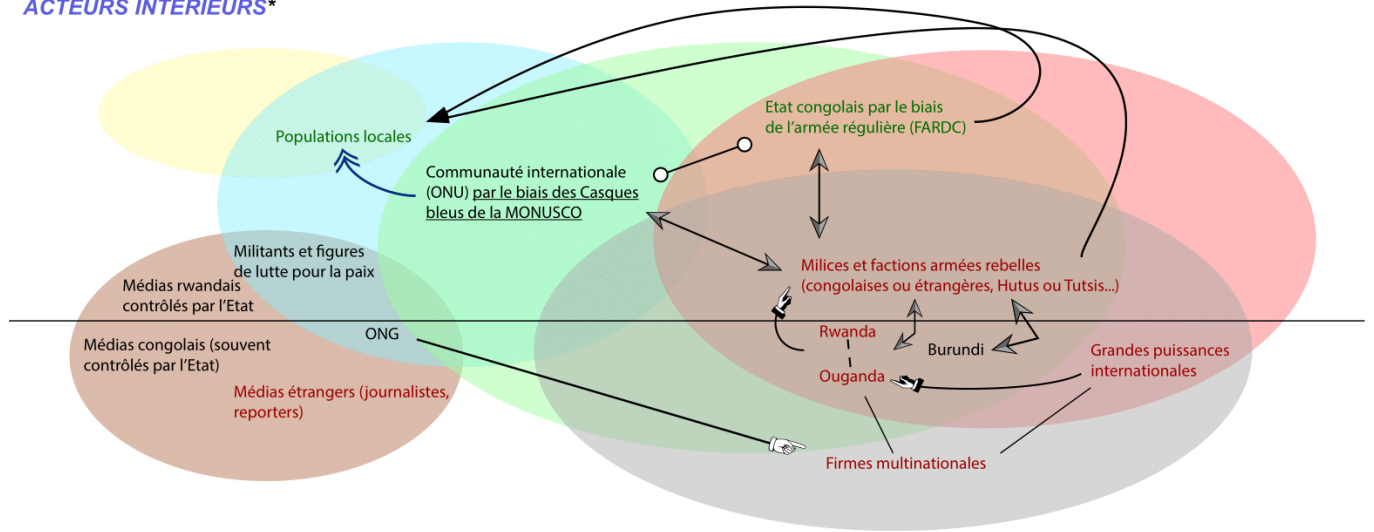 ACTEURS INTERIEURS*
Etat congolais par le biais
de l'armée régulière (FARDC)
Populations locales
Communauté internationale
(ONU) par le biais des Casques
bleus de la MONUSCO
Militants et figures
de lutte pour la paix
Milices et factions armées rebelles
(congolaises ou étrangères, Hutus ou Tutsis...)
Médias rwandais
contrôlés par l'Etat
Médias congolais (souvent
contrôlés par l'Etat)
ONG
Rwanda
Burundi
Ouganda
Grandes puissances
internationales
Médias étrangers (journalistes,
reporters)
Firmes multinationales